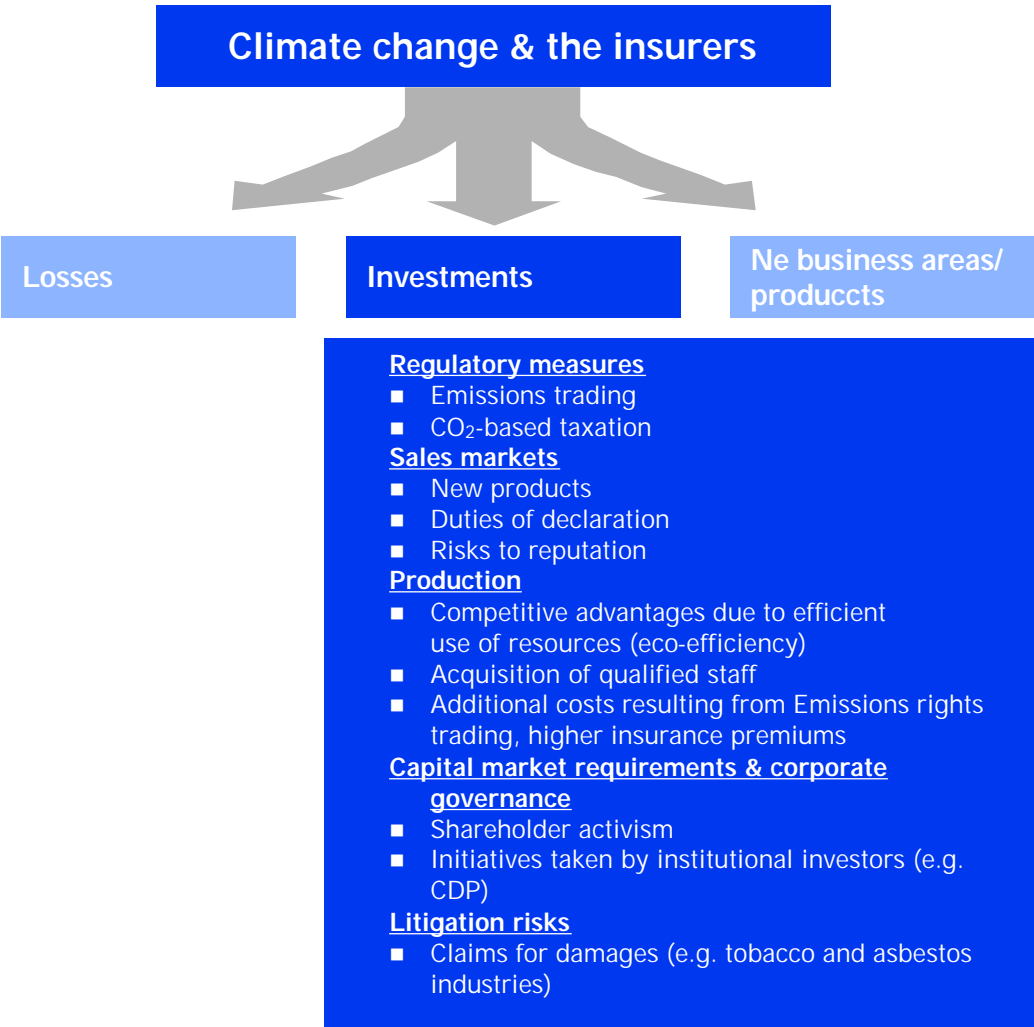 Climate change & the insurers
Losses
Investments
Ne business areas/
produccts
Regulatory measures
■ Emissions trading
■ CO₂-based taxation
Sales markets
■ New products
■ Duties of declaration
■ Risks to reputation
Production
■ Competitive advantages due to efficient
use of resources (eco-efficiency)
■ Acquisition of qualified staff
■ Additional costs resulting from Emissions rights
trading, higher insurance premiums
Capital market requirements & corporate
governance
■ Shareholder activism
■ Initiatives taken by institutional investors (e.g.
CDP)
Litigation risks
■ Claims for damages (e.g. tobacco and asbestos
industries)